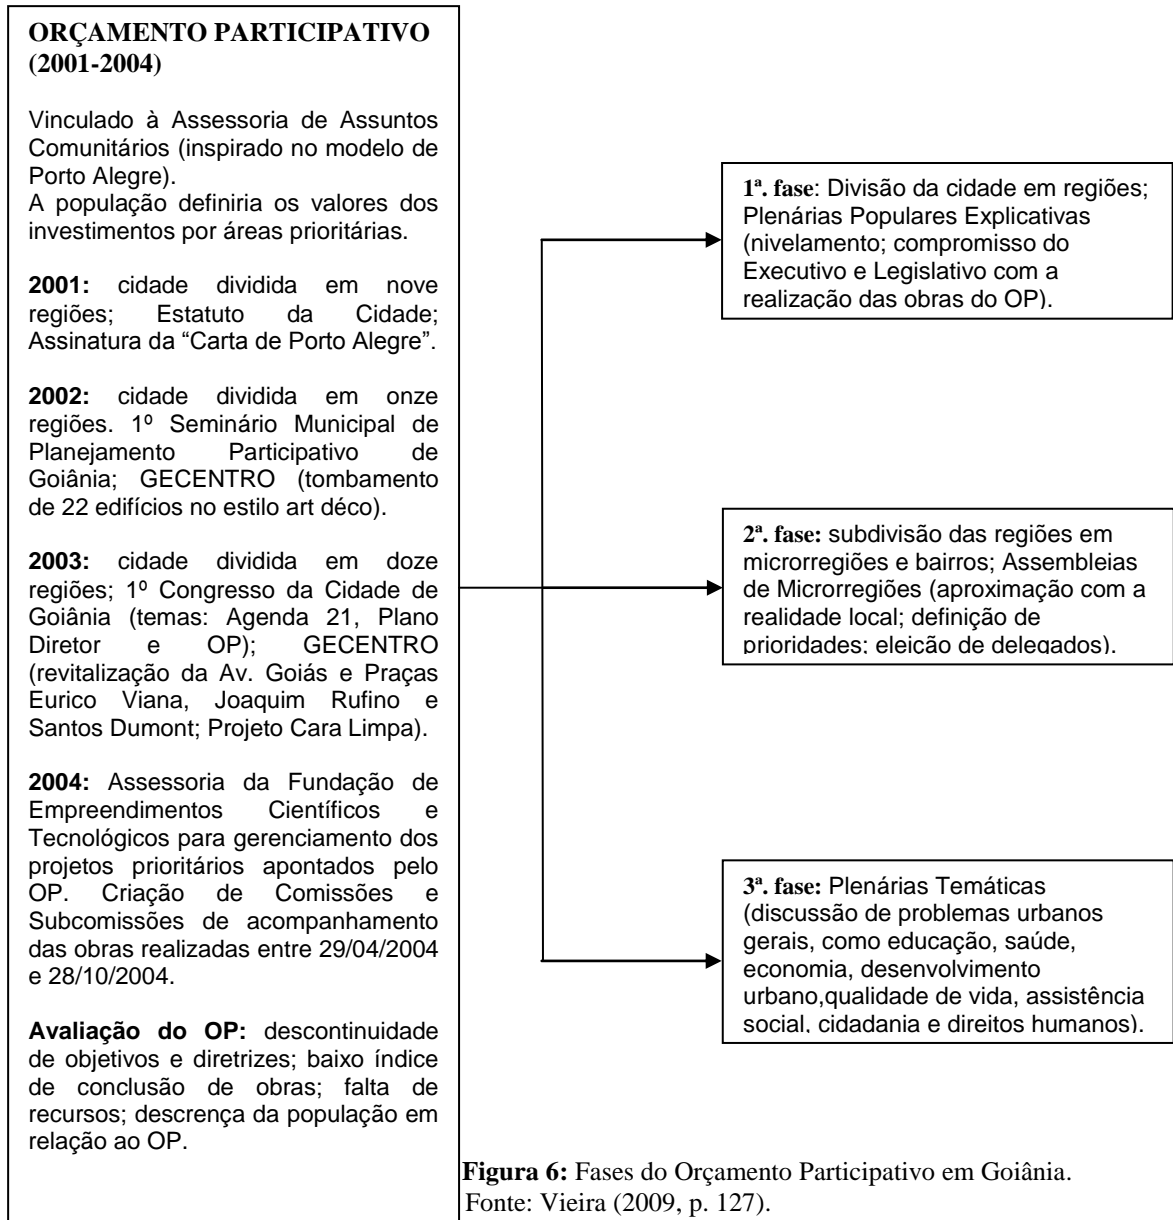 ORÇAMENTO PARTICIPATIVO
(2001-2004)
Vinculado à Assessoria de Assuntos
Comunitários (inspirado no modelo de
Porto Alegre).
A população definiria os valores dos
investimentos por áreas prioritárias.
2001: cidade dividida em nove
regiões; Estatuto da Cidade;
Assinatura da “Carta de Porto Alegre”.
2002: cidade dividida em onze
regiões. 1º Seminário Municipal de
Planejamento Participativo de
Goiânia; GECENTRO (tombamento
de 22 edifícios no estilo art déco).
2003: cidade dividida em doze
regiões; 1º Congresso da Cidade de
Goiânia (temas: Agenda 21, Plano
Diretor e OP); GECENTRO
(revitalização da Av. Goiás e Praças
Eurico Viana, Joaquim Rufino e
Santos Dumont; Projeto Cara Limpa).
2004: Assessoria da Fundação de
Empreendimentos Científicos e
Tecnológicos para gerenciamento dos
projetos prioritários apontados pelo
OP. Criação de Comissões e
Subcomissões de acompanhamento
das obras realizadas entre 29/04/2004
e 28/10/2004.
Avaliação do OP: descontinuidade
de objetivos e diretrizes; baixo índice
de conclusão de obras; falta de
recursos; descrença da população em
relação ao OP.
1ª. fase: Divisão da cidade em regiões;
Plenárias Populares Explicativas
(nivelamento; compromisso do
Executivo e Legislativo com a
realização das obras do OP).
2ª. fase: subdivisão das regiões em
microrregiões e bairros; Assembleias
de Microrregiões (aproximação com a
realidade local; definição de
prioridades; eleição de delegados).
3ª. fase: Plenárias Temáticas
(discussão de problemas urbanos
gerais, como educação, saúde,
economia, desenvolvimento
urbano,qualidade de vida, assistência
social, cidadania e direitos humanos).
Figura 6: Fases do Orçamento Participativo em Goiânia.
Fonte: Vieira (2009, p. 127).